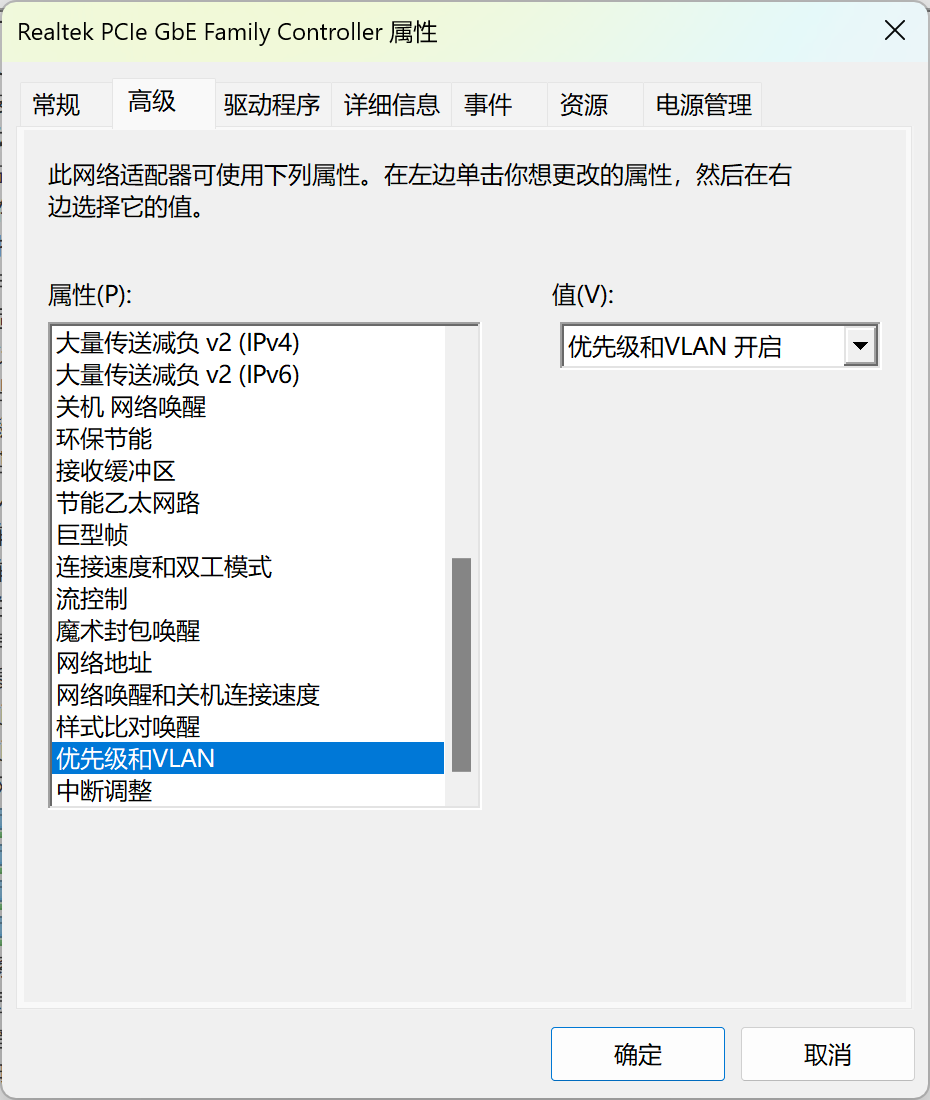 Realtek PCIe GbE Family Controller 属性
常规 高级 驱动程序 详细信息 事件 资源 电源管理
此网络适配器可使用下列属性。在左边单击你想更改的属性，然后在右
边选择它的值。
属性(P): 值(V):
优先级和VLAN 开启
大量传送减负 v2 (IPv4)
大量传送减负 v2 (IPv6)
关机 网络唤醒
环保节能
接收缓冲区
节能乙太网路
巨型帧
连接速度和双工模式
流控制
魔术封包唤醒
网络地址
网络唤醒和关机连接速度
样式比对唤醒
优先级和VLAN
中断调整
确定 取消